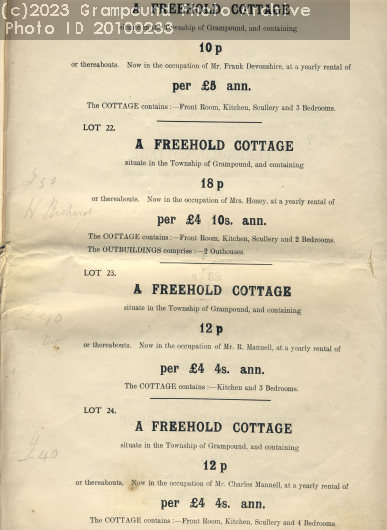 (c)2023 Grampound Photo Archive
Photo ID 2010023B
A FREEHOLD COTTAGE
Township of Grampound, and containing
10 p
or thereabouts. Now in the occupation of Mr. Frank Devonshire, at a yearly rental of
per £5 ann.
The COTTAGE contains :—Front Room, Kitchen, Scullery and 3 Bedrooms.
LOT 22.
A FREEHOLD COTTAGE
situate in the Township of Grampound, and containing
18 p
or thereabouts. Now in the occupation of Mrs. Honey, at a yearly rental of
per £4 10s. ann.
The COTTAGE contains :—Front Room, Kitchen, Scullery and 2 Bedrooms.
The OUTBUILDINGS comprise :—2 Outhouses.
£50
LOT 23.
A FREEHOLD COTTAGE
situate in the Township of Grampound, and containing
12 p
or thereabouts. Now in the occupation of Mr. R. Mannell, at a yearly rental of
£40
per £4 4s. ann.
The COTTAGE contains :—Kitchen and 3 Bedrooms.
LOT 24.
A FREEHOLD COTTAGE
situate in the Township of Grampound, and containing
£40
12 p
or thereabouts. Now in the occupation of Mr. Charles Mannell, at a yearly rental of
per £4 4s. ann.
The COTTAGE contains :—Front Room, Kitchen, Scullery and 4 Bedrooms.